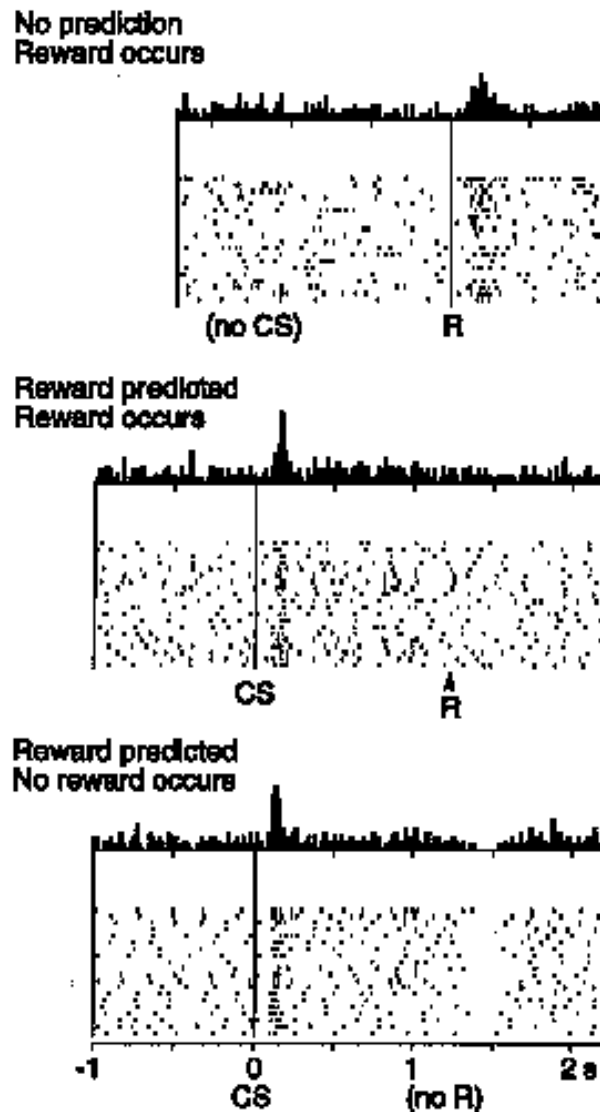 No prediction
Reward occurs
(no CS) R
Reward predicted
Reward occurs
CS R
Reward predicted
No reward occurs
-1 0 1 2 s
CS (no R)